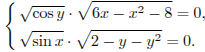 √cos y · √6x − x² − 8 = 0,
√sin x · √2 − y − y² = 0.